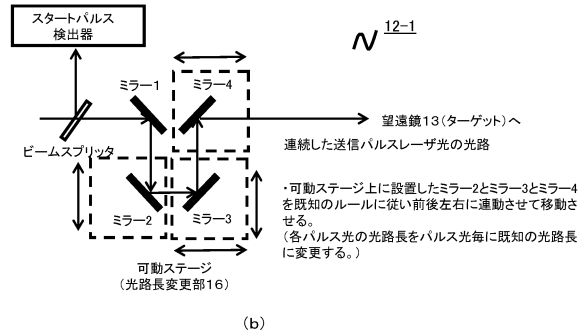 スタートパルス
検出器
12-1
ミラー1
ミラー4
望遠鏡13(ターゲット)へ
連続した送信パルスレーザ光の光路
ビームスプリッタ
ミラー2
ミラー3
・可動ステージ上に設置したミラー2とミラー3とミラー4
を既知のルールに従い前後左右に連動させて移動さ
せる。
(各パルス光の光路長をパルス光毎に既知の光路長
に変更する。)
可動ステージ
(光路長変更部16)
(b)